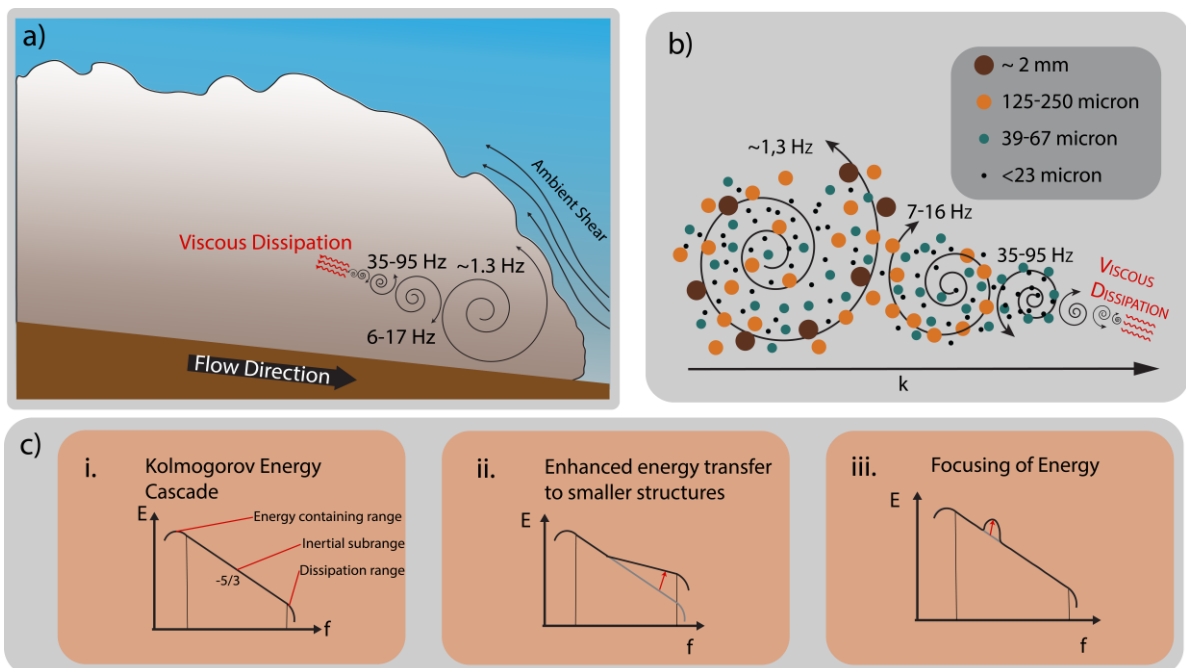 a)
Ambient Shear
Viscous Dissipation
35-95 Hz
~1.3 Hz
6-17 Hz
Flow Direction
b)
~ 2 mm
125-250 micron
39-67 micron
<23 micron
~1,3 Hz
7-16 Hz
35-95 Hz
Viscous
Dissipation
k
c)
i.
Kolmogorov Energy
Cascade
E
Energy containing range
Inertial subrange
-5/3
Dissipation range
f
ii.
Enhanced energy transfer
to smaller structures
E
f
iii.
Focusing of Energy
E
f